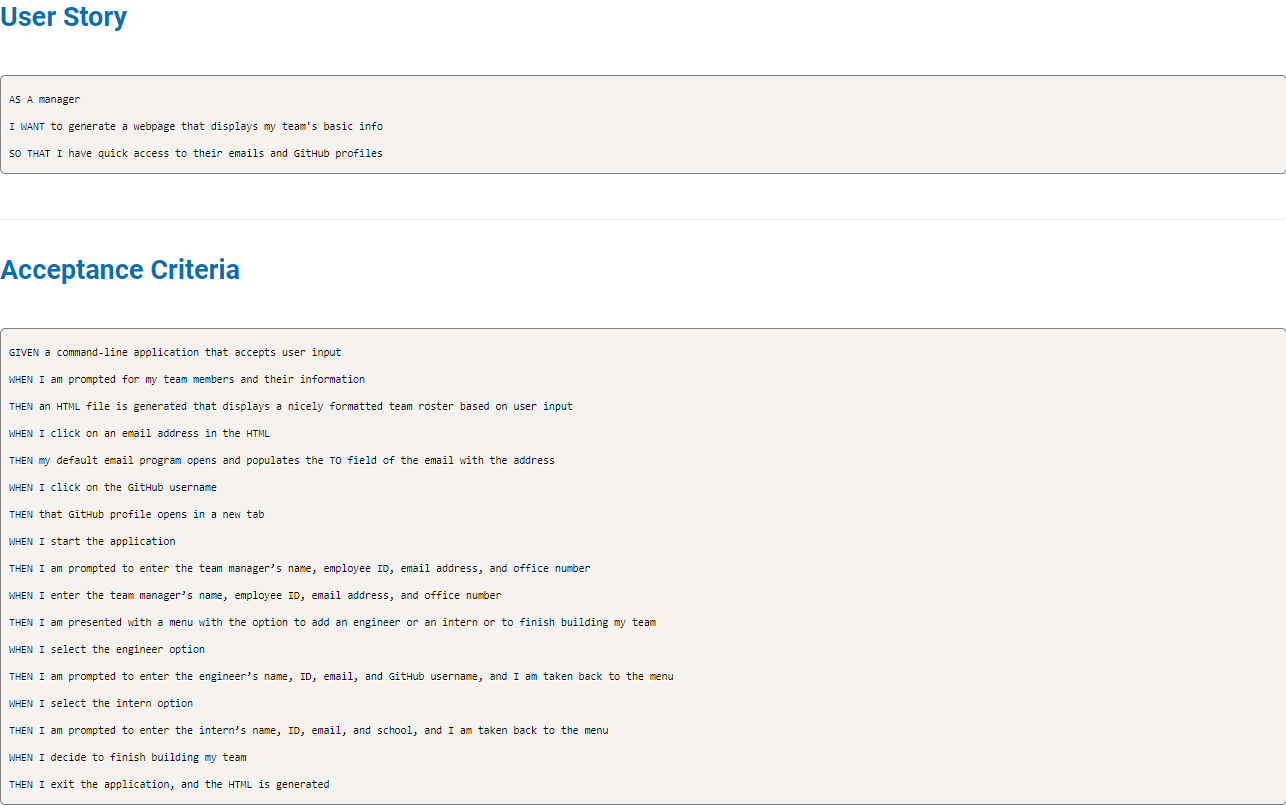 User Story
AS A manager
I WANT to generate a webpage that displays my team's basic info
SO THAT I have quick access to their emails and GitHub profiles
Acceptance Criteria
GIVEN a command-line application that accepts user input
WHEN I am prompted for my team members and their information
THEN an HTML file is generated that displays a nicely formatted team roster based on user input
WHEN I click on an email address in the HTML
THEN my default email program opens and populates the TO field of the email with the address
WHEN I click on the GitHub username
THEN that GitHub profile opens in a new tab
WHEN I start the application
THEN I am prompted to enter the team manager’s name, employee ID, email address, and office number
WHEN I enter the team manager’s name, employee ID, email address, and office number
THEN I am presented with a menu with the option to add an engineer or an intern or to finish building my team
WHEN I select the engineer option
THEN I am prompted to enter the engineer’s name, ID, email, and GitHub username, and I am taken back to the menu
WHEN I select the intern option
THEN I am prompted to enter the intern’s name, ID, email, and school, and I am taken back to the menu
WHEN I decide to finish building my team
THEN I exit the application, and the HTML is generated